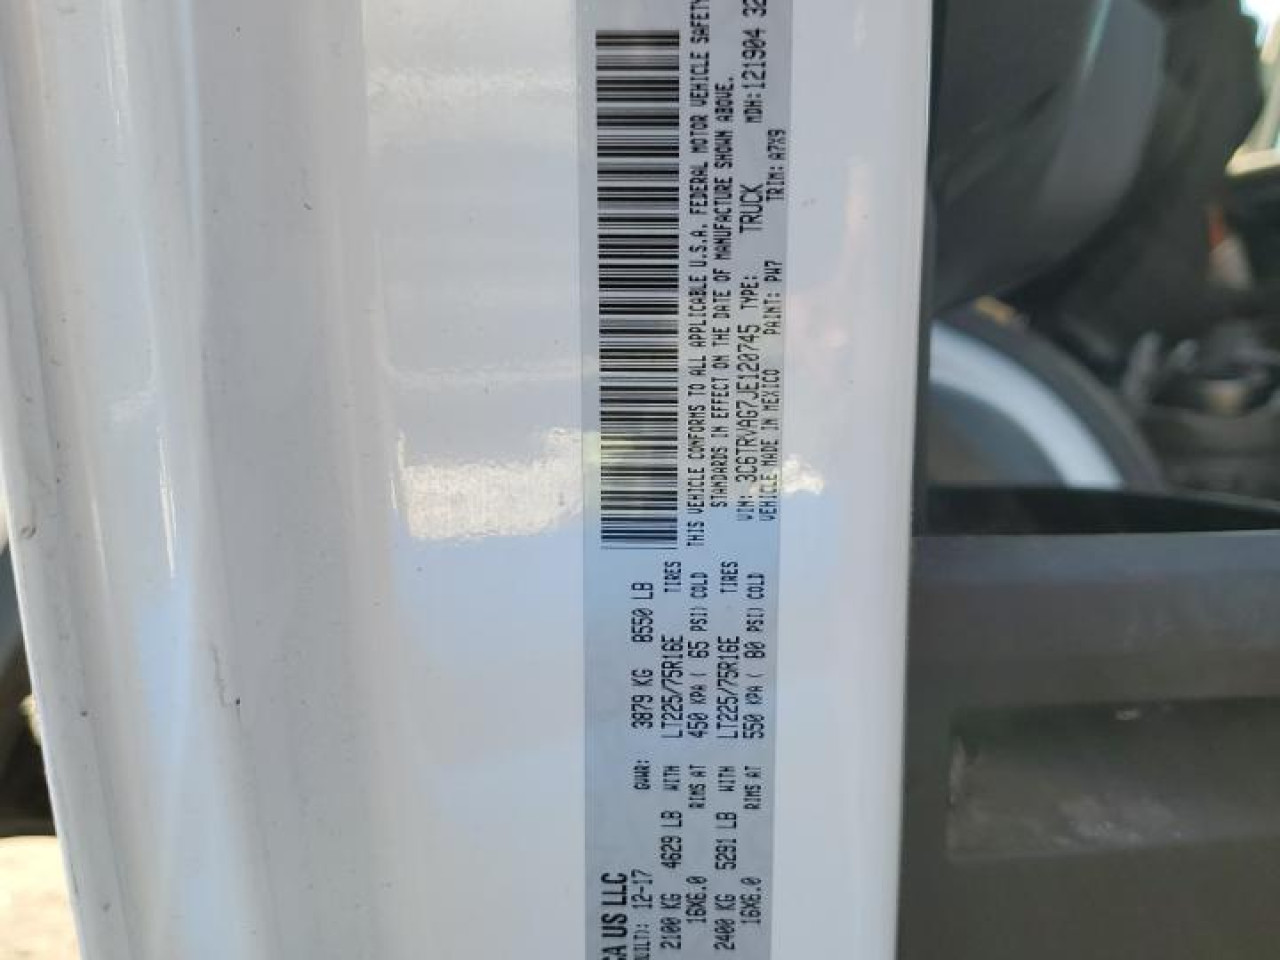 CA US LLC
UILT): 12-17 GVWR: 3879 KG 8550 LB
2100 KG 4629 LB WITH LT225/75R16E TIRES
16X6.0 RIMS AT 450 KPA ( 65 PSI) COLD
2400 KG 5291 LB WITH LT225/75R16E TIRES
16X6.0 RIMS AT 550 KPA ( 80 PSI) COLD
THIS VEHICLE CONFORMS TO ALL APPLICABLE U.S.A. FEDERAL MOTOR VEHICLE SAFETY
STANDARDS IN EFFECT ON THE DATE OF MANUFACTURE SHOWN ABOVE.
VIN: 3C6TRVAG7JE120745 TYPE: TRUCK MDH: 121904 32
VEHICLE MADE IN MEXICO PAINT: PW7 TRIM: A7X9